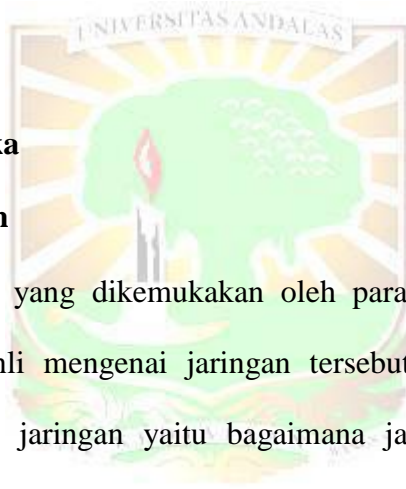 UNIVERSITAS ANDALAS
ka
n
yang dikemukakan oleh para
hli mengenai jaringan tersebut
jaringan yaitu bagaimana ja